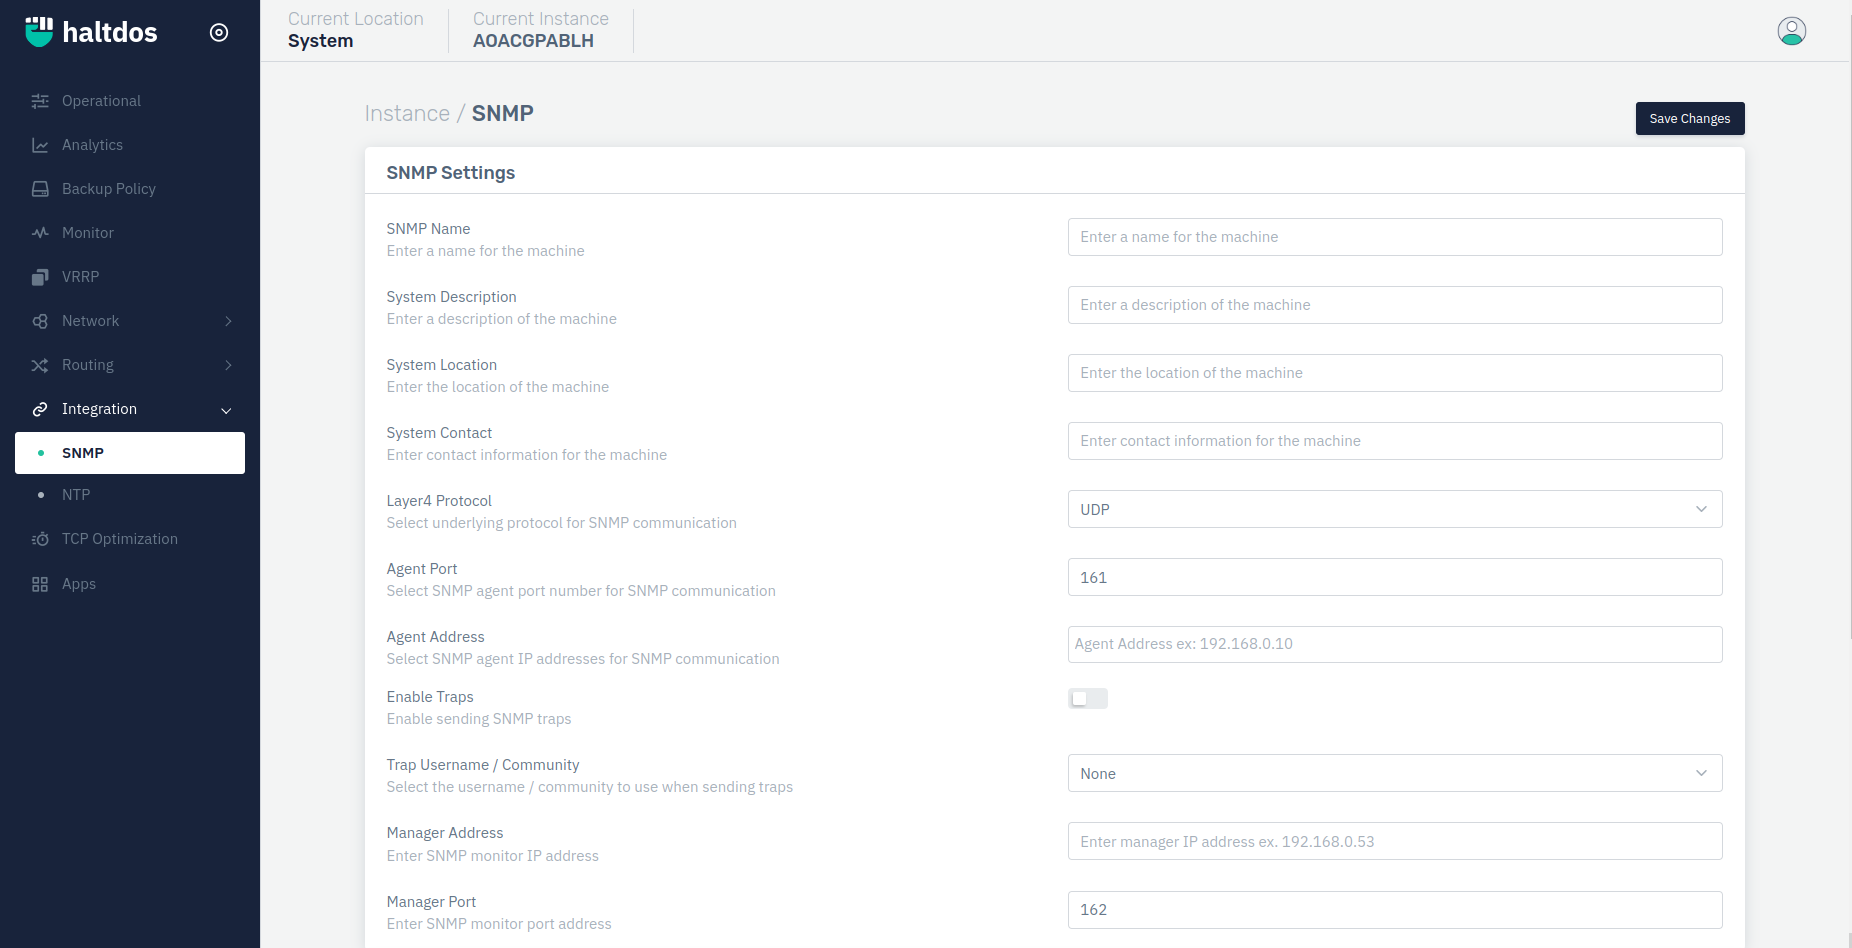 haltdos
Operational
Analytics
Backup Policy
Monitor
VRRP
Network
Routing
Integration
SNMP
NTP
TCP Optimization
Apps
Current Location
System
Current Instance
AOACGPABLH
Instance / SNMP
Save Changes
SNMP Settings
SNMP Name
Enter a name for the machine
Enter a name for the machine
System Description
Enter a description of the machine
Enter a description of the machine
System Location
Enter the location of the machine
Enter the location of the machine
System Contact
Enter contact information for the machine
Enter contact information for the machine
Layer4 Protocol
Select underlying protocol for SNMP communication
UDP
Agent Port
Select SNMP agent port number for SNMP communication
161
Agent Address
Select SNMP agent IP addresses for SNMP communication
Agent Address ex: 192.168.0.10
Enable Traps
Enable sending SNMP traps
Trap Username / Community
Select the username / community to use when sending traps
None
Manager Address
Enter SNMP monitor IP address
Enter manager IP address ex. 192.168.0.53
Manager Port
Enter SNMP monitor port address
162